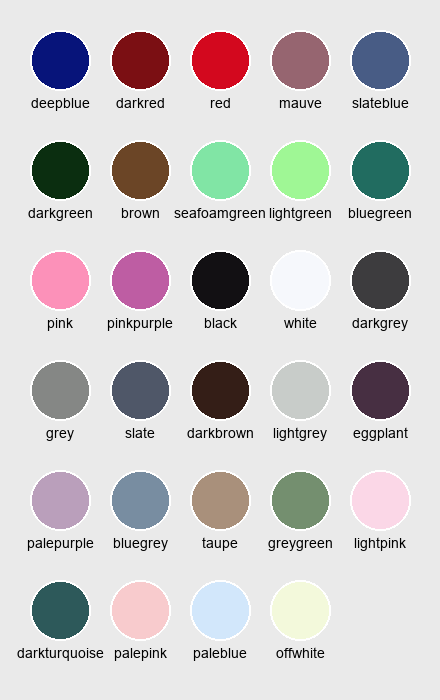 deepblue darkred red mauve slateblue
darkgreen brown seafoamgreen lightgreen bluegreen
pink pinkpurple black white darkgrey
grey slate darkbrown lightgrey eggplant
palepurple bluegrey taupe greygreen lightpink
darkturquoise palepink paleblue offwhite